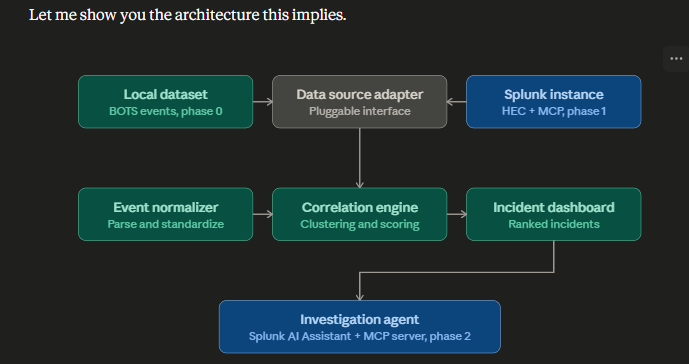 Let me show you the architecture this implies.
Local dataset
BOTS events, phase 0
Data source adapter
Pluggable interface
Splunk instance
HEC + MCP, phase 1
Event normalizer
Parse and standardize
Correlation engine
Clustering and scoring
Incident dashboard
Ranked incidents
Investigation agent
Splunk AI Assistant + MCP server, phase 2